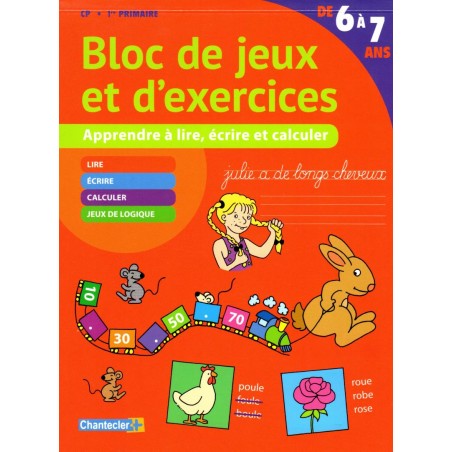 CP • 1re PRIMAIRE
DE 6 À 7 ANS
Bloc de jeux
et d'exercices
Apprendre à lire, écrire et calculer
LIRE
ÉCRIRE
CALCULER
JEUX DE LOGIQUE
julie a de longs cheveux
10
30
50
70
poule
foule
boule
roue
robe
rose
Chantecler